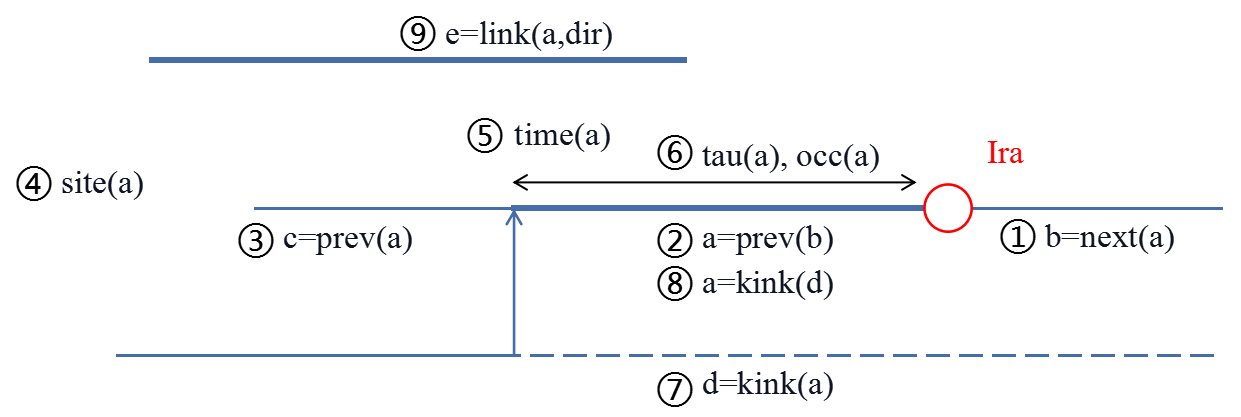 ⑨ e=link(a,dir)
⑤ time(a)
⑥ tau(a), occ(a)
Ira
④ site(a)
③ c=prev(a)
② a=prev(b)
① b=next(a)
⑧ a=kink(d)
⑦ d=kink(a)